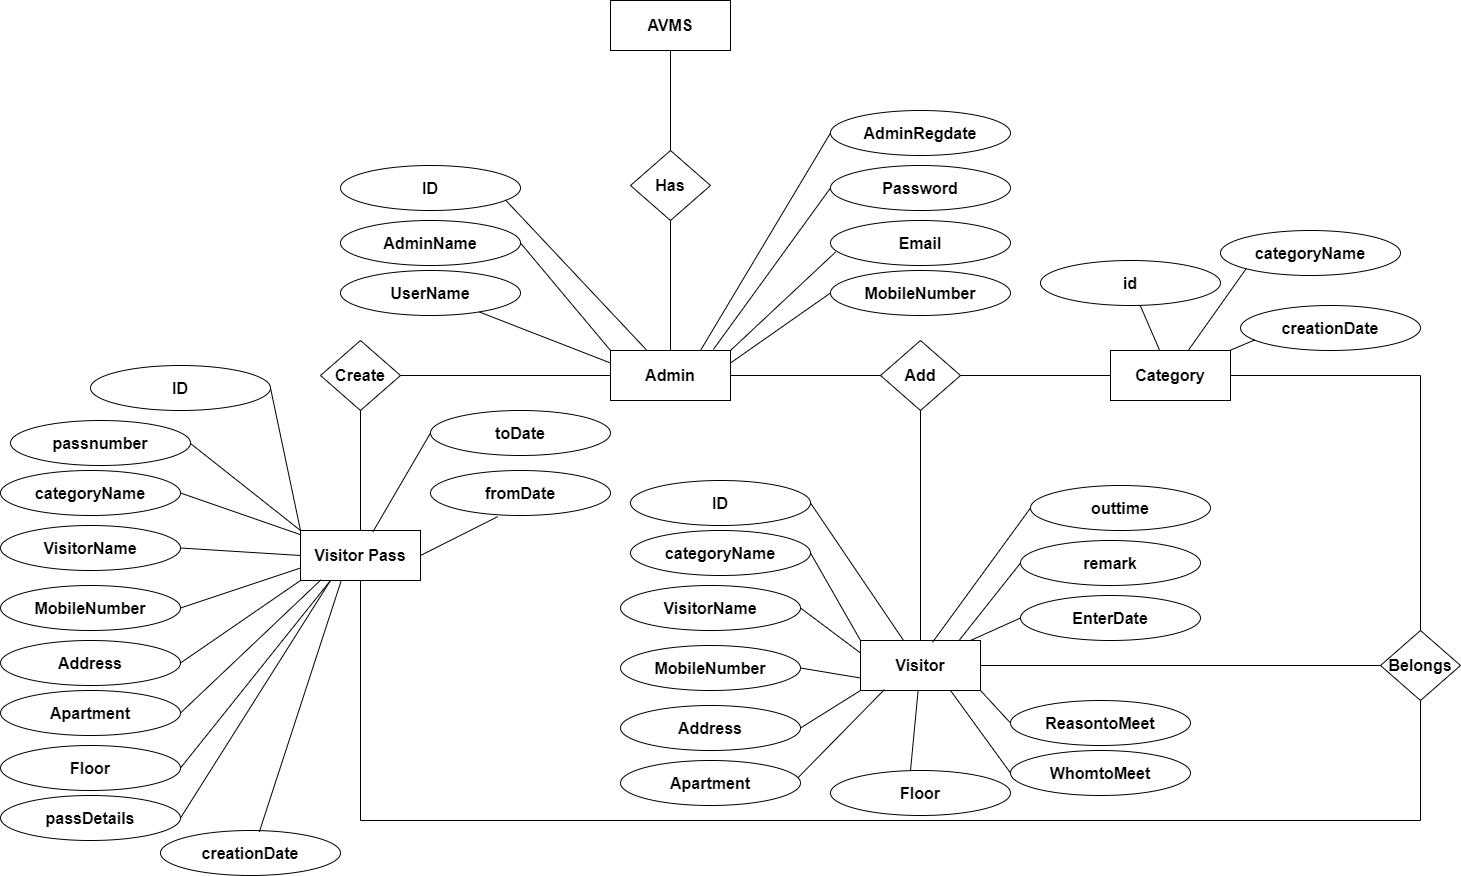 AVMS
AdminRegdate
Has
ID
Password
AdminName
Email
categoryName
id
UserName
MobileNumber
creationDate
Create
Admin
Add
Category
ID
toDate
passnumber
categoryName
fromDate
ID
outtime
VisitorName
Visitor Pass
categoryName
remark
MobileNumber
VisitorName
EnterDate
Address
MobileNumber
Visitor
Belongs
Apartment
Address
ReasontoMeet
Floor
Apartment
WhomtoMeet
Floor
passDetails
creationDate